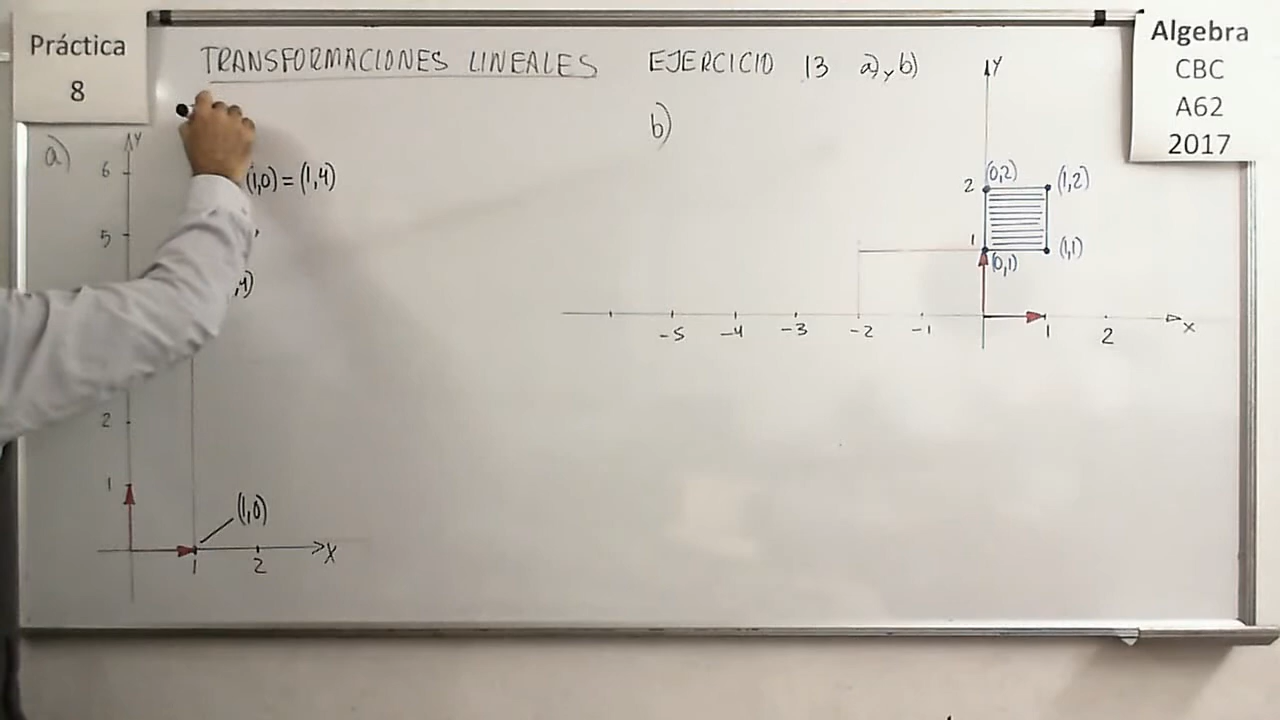 Práctica
8
Algebra
CBC
A62
2017
TRANSFORMACIONES LINEALES EJERCICIO 13 a) y b)
a)
Y
6
(1,0) = (1,4)
5
,4)
2
1
(1,0)
1 2 X
b)
Y
2 (0,2) (1,2)
1 (0,1) (1,1)
-5 -4 -3 -2 -1 1 2 X